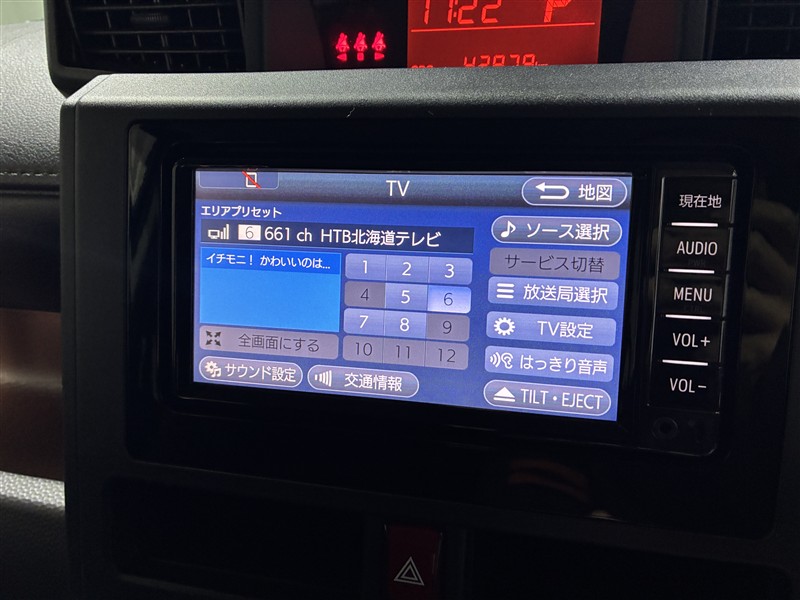 11:22 P
42879km
TV
地図
エリアプリセット
6 661 ch HTB北海道テレビ
イチモニ! かわいいのは...
1 2 3
4 5 6
7 8 9
10 11 12
全画面にする
サウンド設定
交通情報
ソース選択
サービス切替
放送局選択
TV設定
はっきり音声
TILT・EJECT
現在地
AUDIO
MENU
VOL+
VOL-